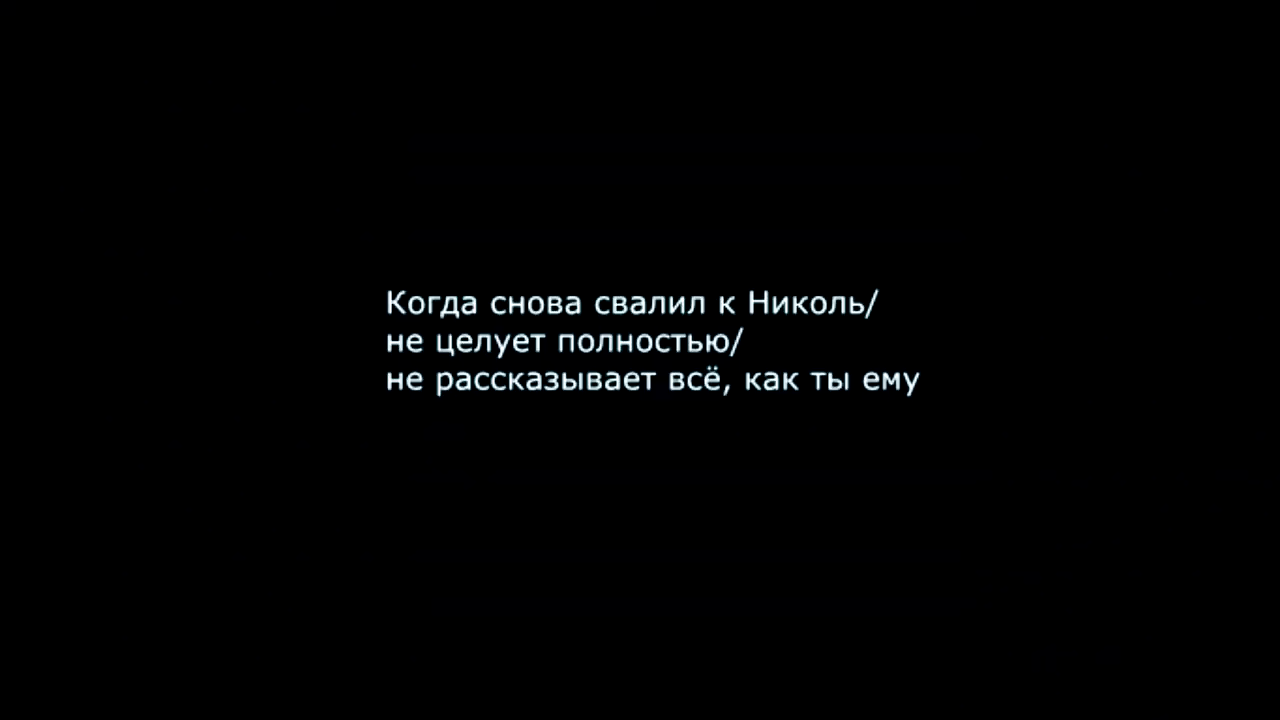 Когда снова свалил к Николь/
не целует полностью/
не рассказывает всё, как ты ему